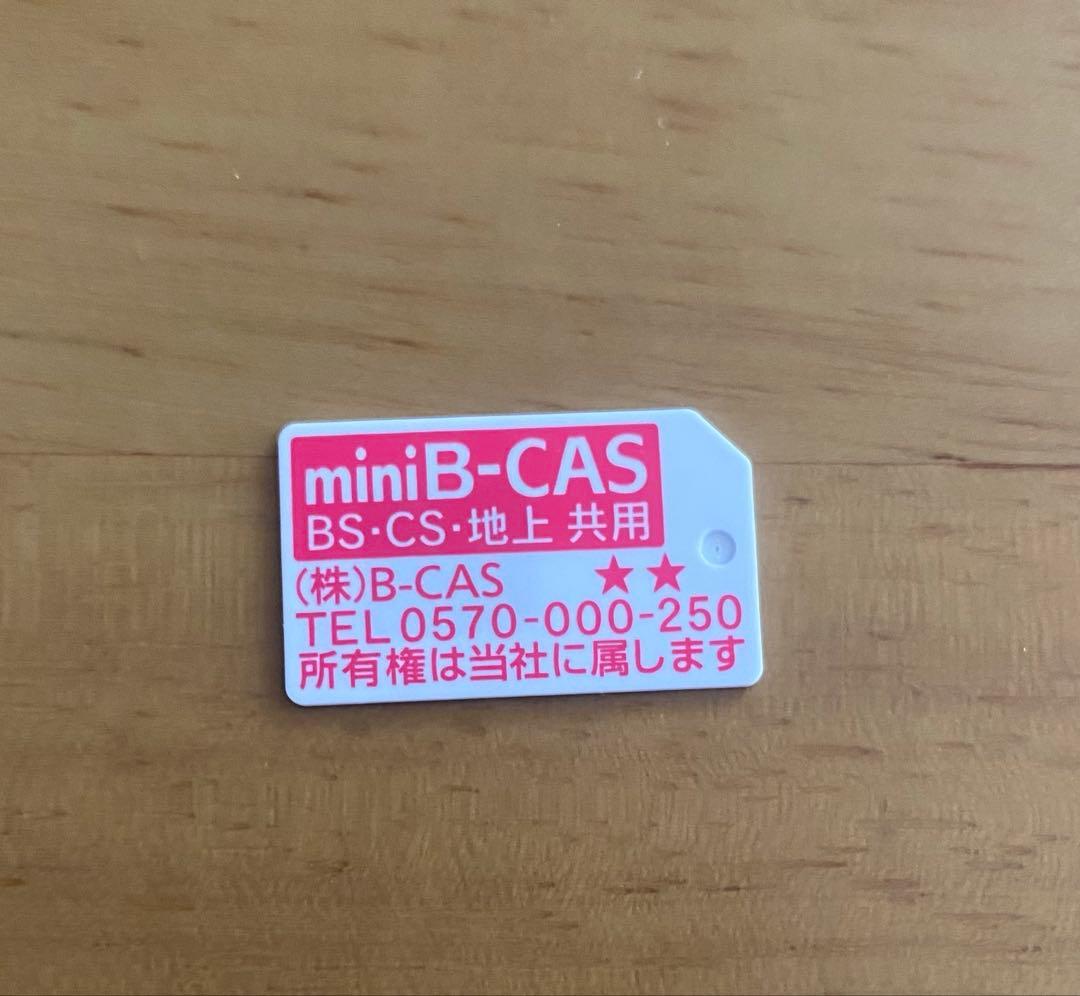 miniB-CAS
BS・CS・地上 共用
(株)B-CAS ★★
TEL 0570-000-250
所有権は当社に属します